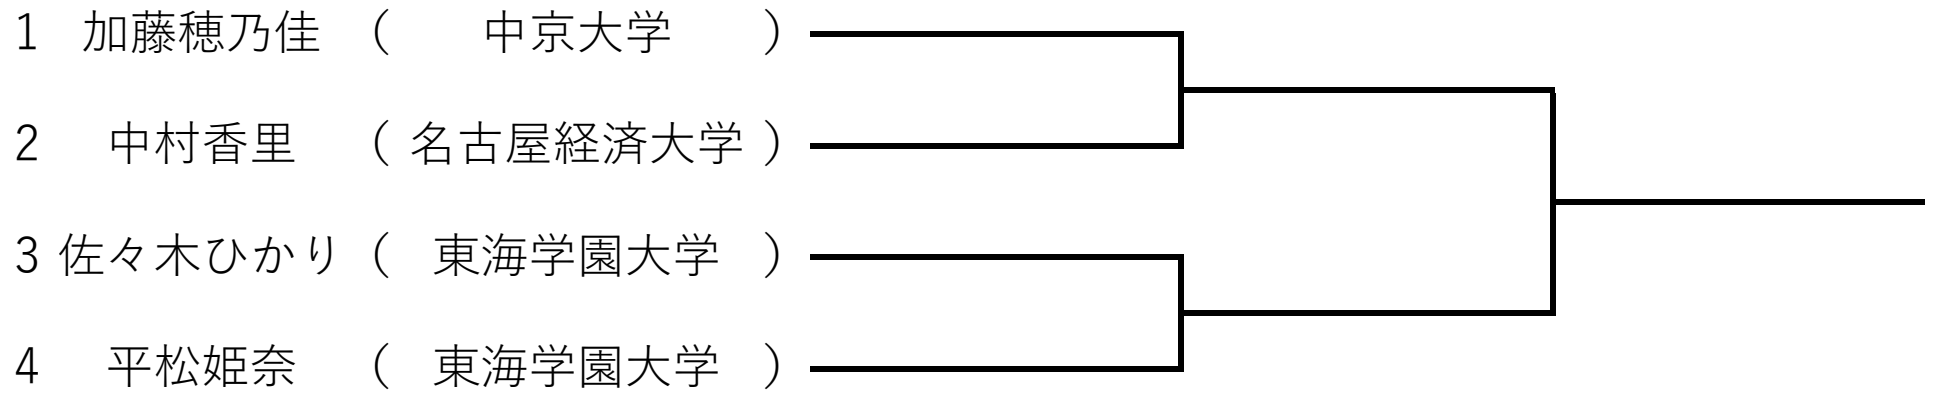 1 加藤穂乃佳 ( 中京大学 )
2 中村香里 ( 名古屋経済大学 )
3 佐々木ひかり ( 東海学園大学 )
4 平松姫奈 ( 東海学園大学 )